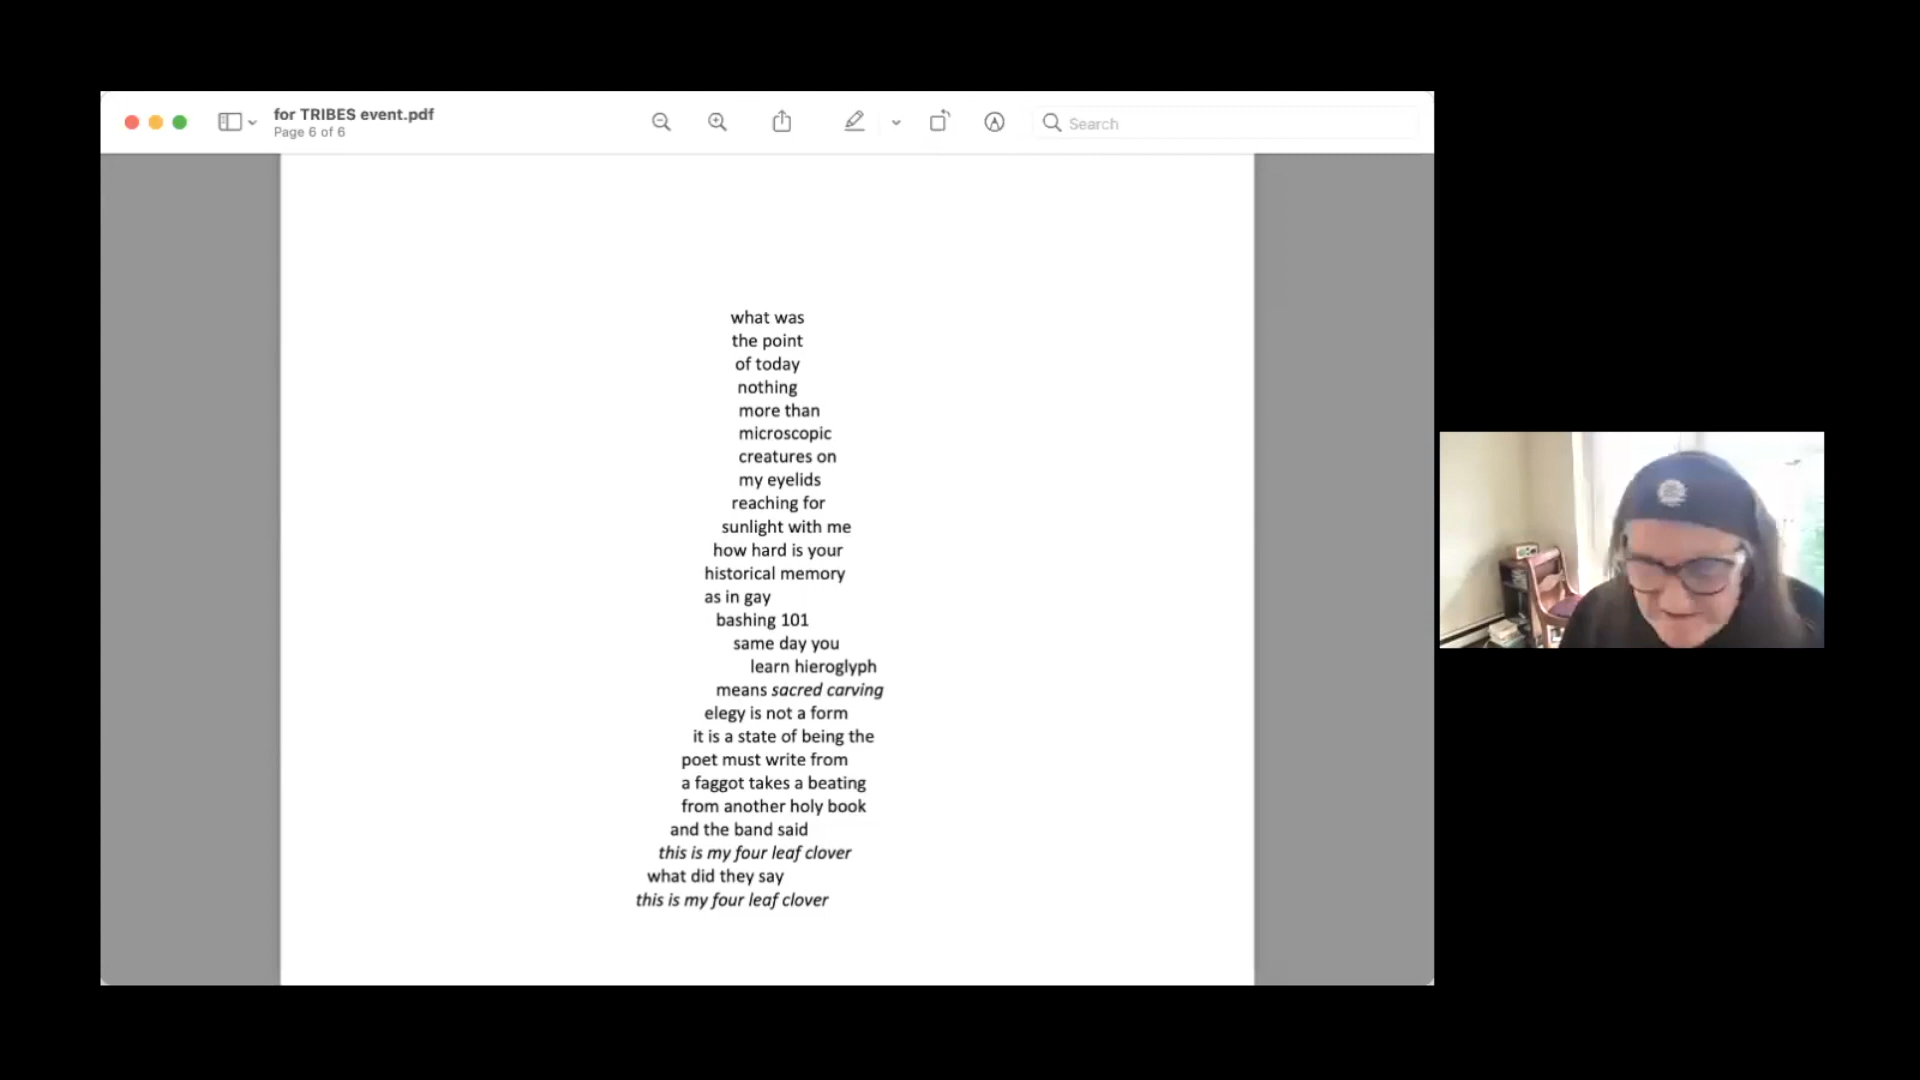 for TRIBES event.pdf
Page 6 of 6
Search
what was
the point
of today
nothing
more than
microscopic
creatures on
my eyelids
reaching for
sunlight with me
how hard is your
historical memory
as in gay
bashing 101
same day you
learn hieroglyph
means sacred carving
elegy is not a form
it is a state of being the
poet must write from
a faggot takes a beating
from another holy book
and the band said
this is my four leaf clover
what did they say
this is my four leaf clover